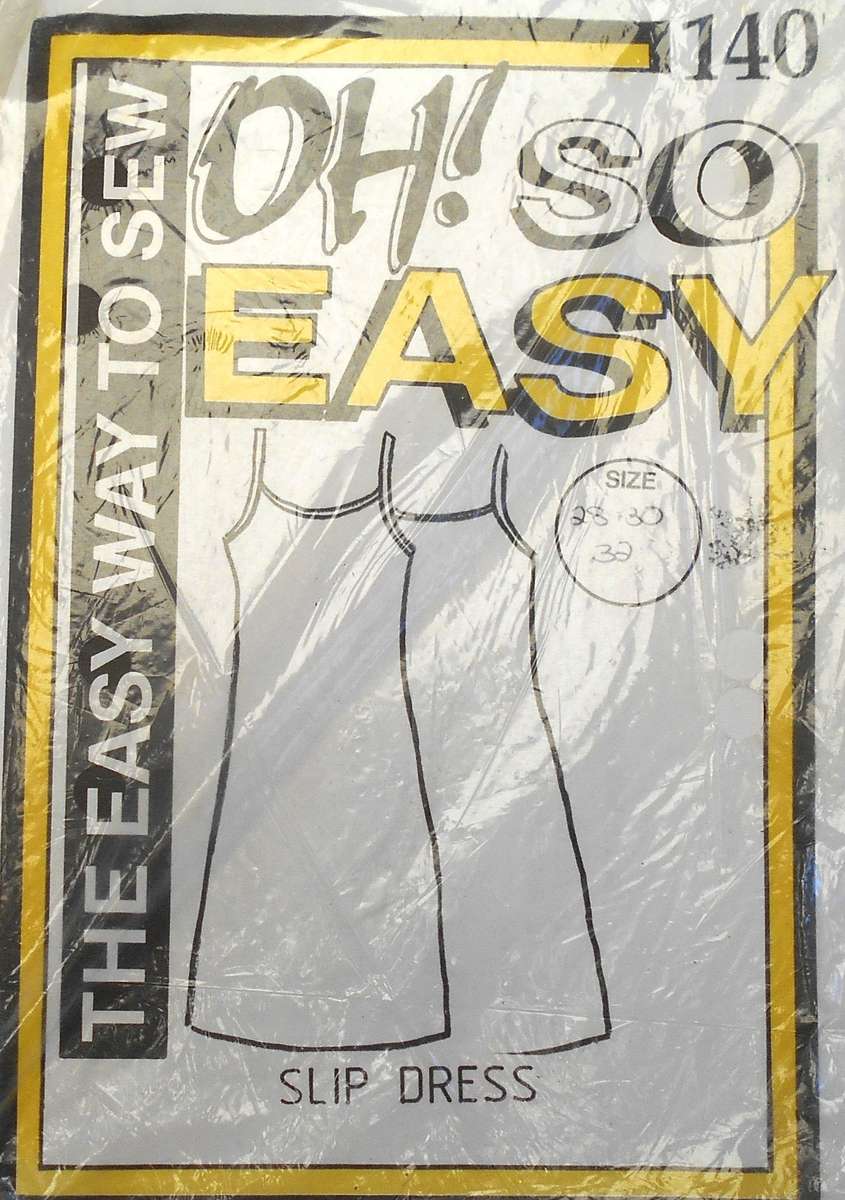 140
OH! SO
EASY
THE EASY WAY TO SEW
SIZE
28-30
32
SLIP DRESS